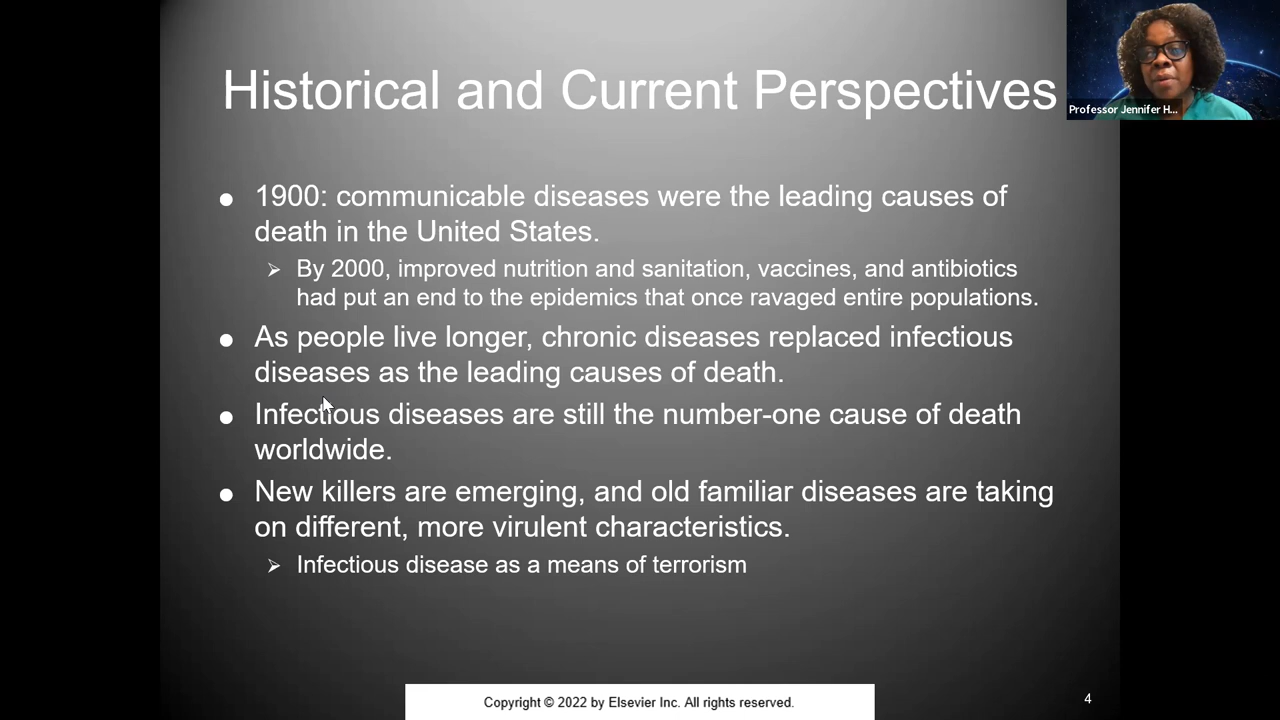 Historical and Current Perspectives
Professor Jennifer H...
● 1900: communicable diseases were the leading causes of
death in the United States.
➢ By 2000, improved nutrition and sanitation, vaccines, and antibiotics
had put an end to the epidemics that once ravaged entire populations.
● As people live longer, chronic diseases replaced infectious
diseases as the leading causes of death.
● Infectious diseases are still the number-one cause of death
worldwide.
● New killers are emerging, and old familiar diseases are taking
on different, more virulent characteristics.
➢ Infectious disease as a means of terrorism
Copyright © 2022 by Elsevier Inc. All rights reserved.
4